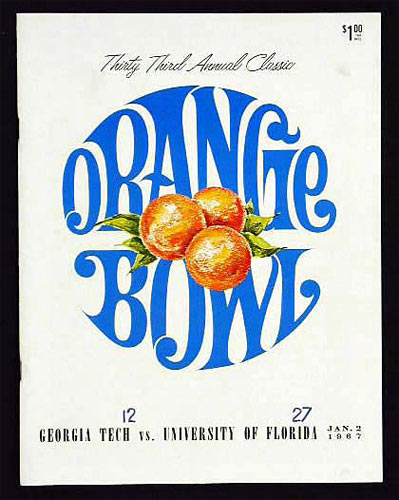 $1.00
Thirty Third Annual Classic
ORANGE
BOWL
12 27
GEORGIA TECH vs. UNIVERSITY OF FLORIDA JAN. 2
1967